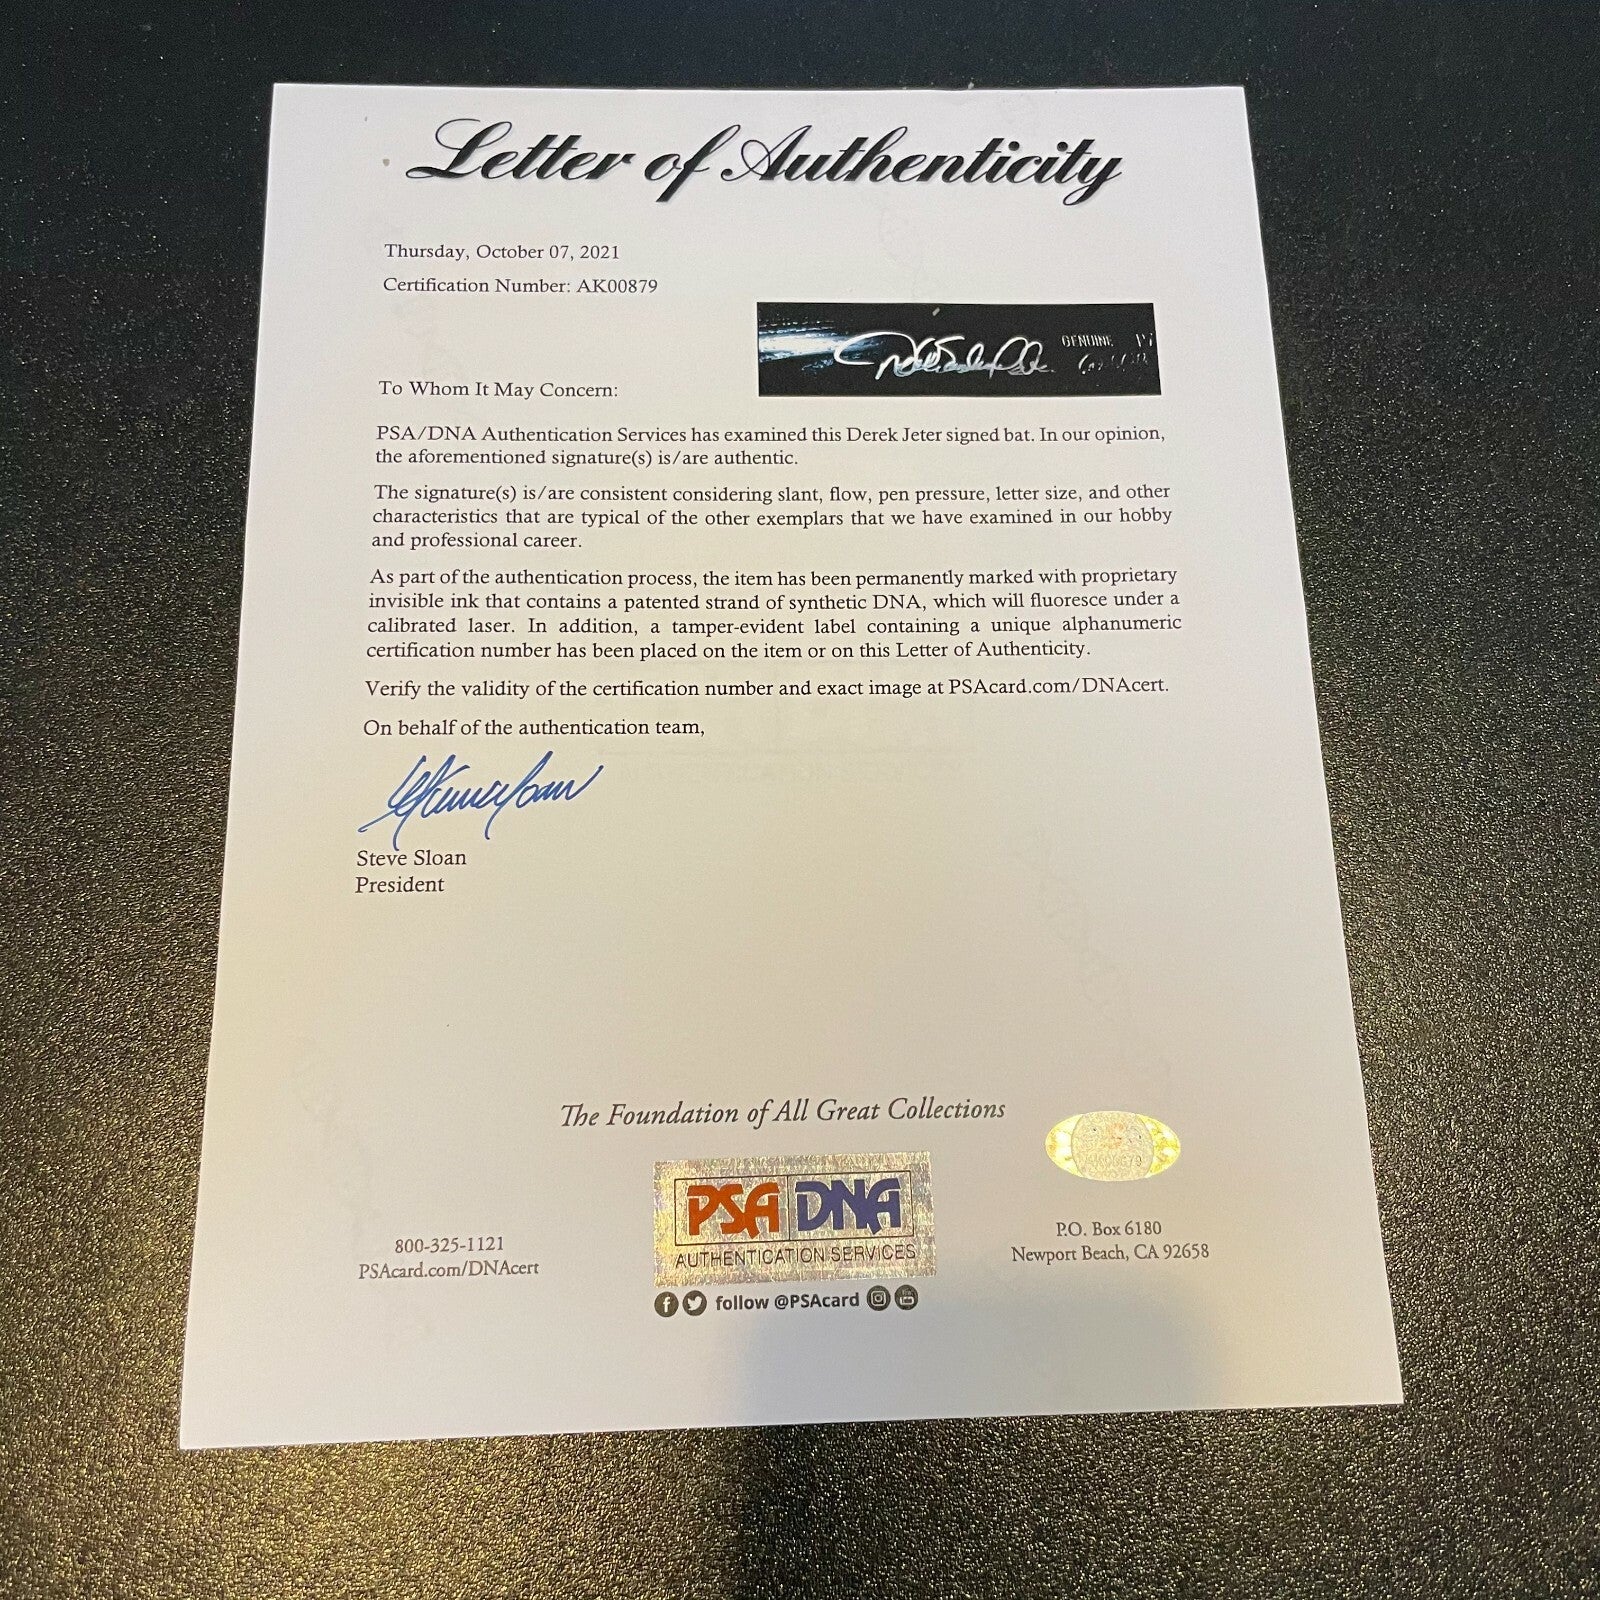 Letter of Authenticity
Thursday, October 07, 2021
Certification Number: AK00879
GENUINE
To Whom It May Concern:
PSA/DNA Authentication Services has examined this Derek Jeter signed bat. In our opinion,
the aforementioned signature(s) is/are authentic.
The signature(s) is/are consistent considering slant, flow, pen pressure, letter size, and other
characteristics that are typical of the other exemplars that we have examined in our hobby
and professional career.
As part of the authentication process, the item has been permanently marked with proprietary
invisible ink that contains a patented strand of synthetic DNA, which will fluoresce under a
calibrated laser. In addition, a tamper-evident label containing a unique alphanumeric
certification number has been placed on the item or on this Letter of Authenticity.
Verify the validity of the certification number and exact image at PSAcard.com/DNAcert.
On behalf of the authentication team,
Steve Sloan
President
The Foundation of All Great Collections
PSA DNA
AUTHENTICATION SERVICES
800-325-1121
PSAcard.com/DNAcert
P.O. Box 6180
Newport Beach, CA 92658
follow @PSAcard